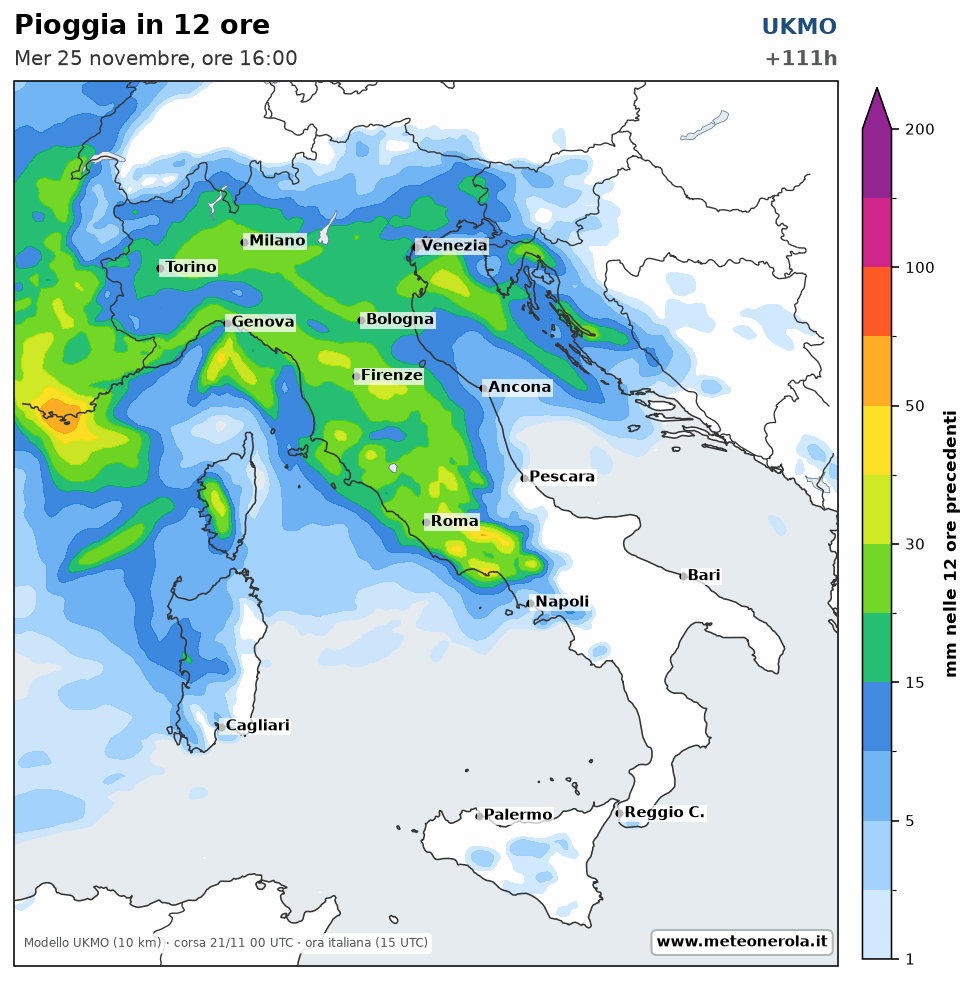 Pioggia in 12 ore
UKMO
Mer 25 novembre, ore 16:00
+111h
Milano
Venezia
Torino
Genova
Bologna
Firenze
Ancona
Pescara
Roma
Bari
Napoli
Cagliari
Palermo
Reggio C.
200
100
50
30
15
5
1
mm nelle 12 ore precedenti
Modello UKMO (10 km) · corsa 21/11 00 UTC · ora italiana (15 UTC)
www.meteonerola.it